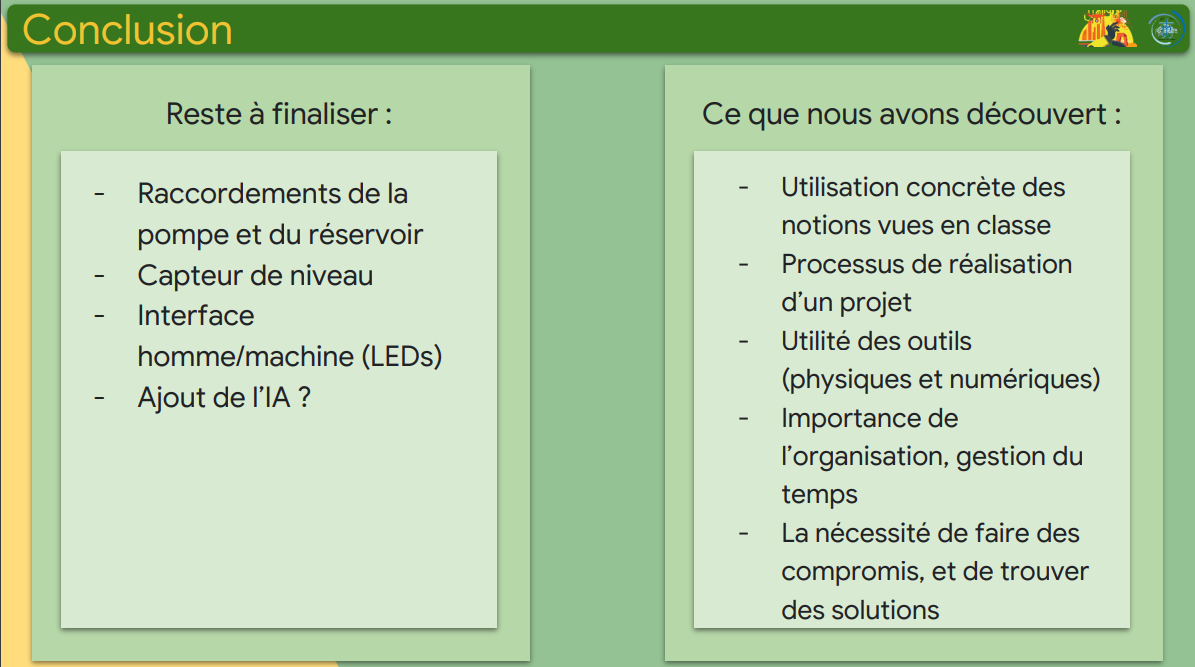 Conclusion
Reste à finaliser :
- Raccordements de la
pompe et du réservoir
- Capteur de niveau
- Interface
homme/machine (LEDs)
- Ajout de l’IA ?
Ce que nous avons découvert :
- Utilisation concrète des
notions vues en classe
- Processus de réalisation
d’un projet
- Utilité des outils
(physiques et numériques)
- Importance de
l’organisation, gestion du
temps
- La nécessité de faire des
compromis, et de trouver
des solutions